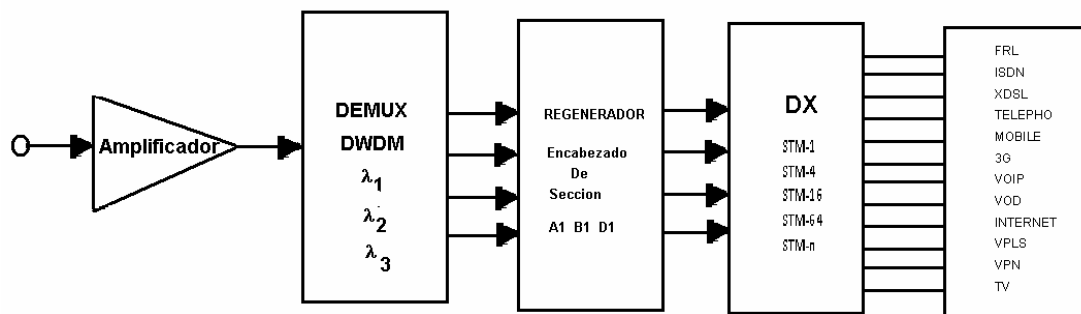 Amplificador
DEMUX
DWDM
λ1
λ2
λ3
REGENERADOR
Encabezado
De
Seccion
A1 B1 D1
DX
STM-1
STM-4
STM-16
STM-64
STM-n
FRL
ISDN
XDSL
TELEPHO
MOBILE
3G
VOIP
VOD
INTERNET
VPLS
VPN
TV